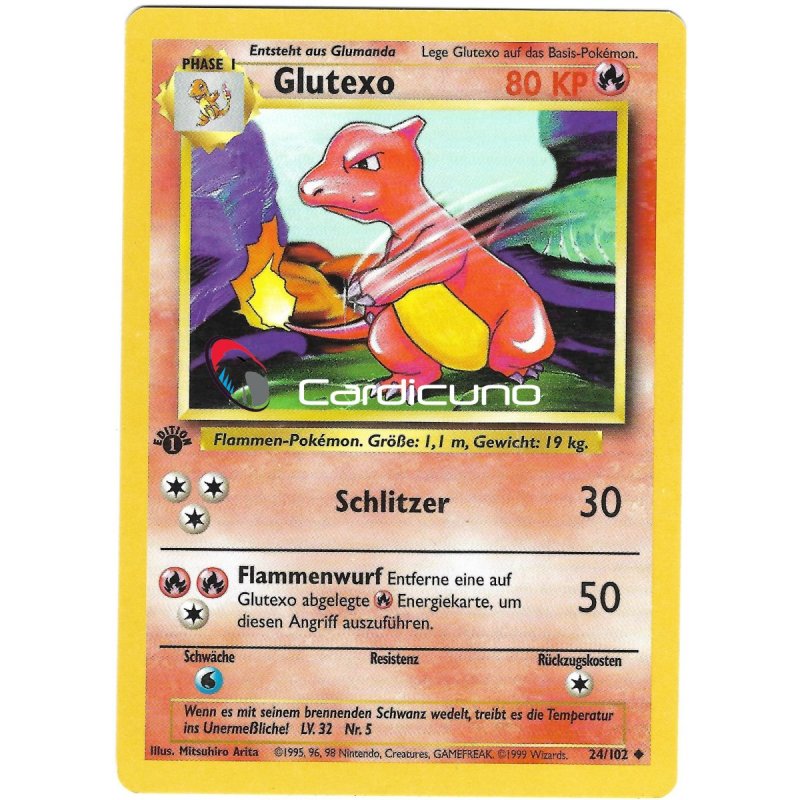 Entsteht aus Glumanda Lege Glutexo auf das Basis-Pokémon.
PHASE 1
Glutexo 80 KP
Cardicuno
EDITION 1
Flammen-Pokémon. Größe: 1,1 m, Gewicht: 19 kg.
Schlitzer 30
Flammenwurf Entferne eine auf
Glutexo abgelegte Energiekarte, um
diesen Angriff auszuführen.
50
Schwäche Resistenz Rückzugskosten
Wenn es mit seinem brennenden Schwanz wedelt, treibt es die Temperatur
ins Unermeßliche! LV. 32 Nr. 5
Illus. Mitsuhiro Arita ©1995, 96, 98 Nintendo, Creatures, GAMEFREAK. ©1999 Wizards. 24/102